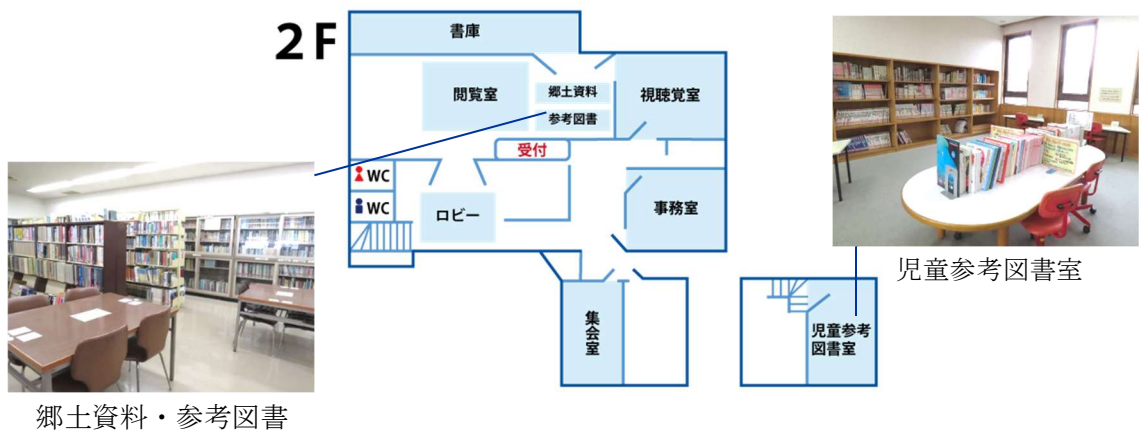 2F
書庫
閲覧室
郷土資料
参考図書
視聴覚室
受付
WC
WC
ロビー
事務室
集会室
児童参考
図書室
児童参考図書室
郷土資料・参考図書